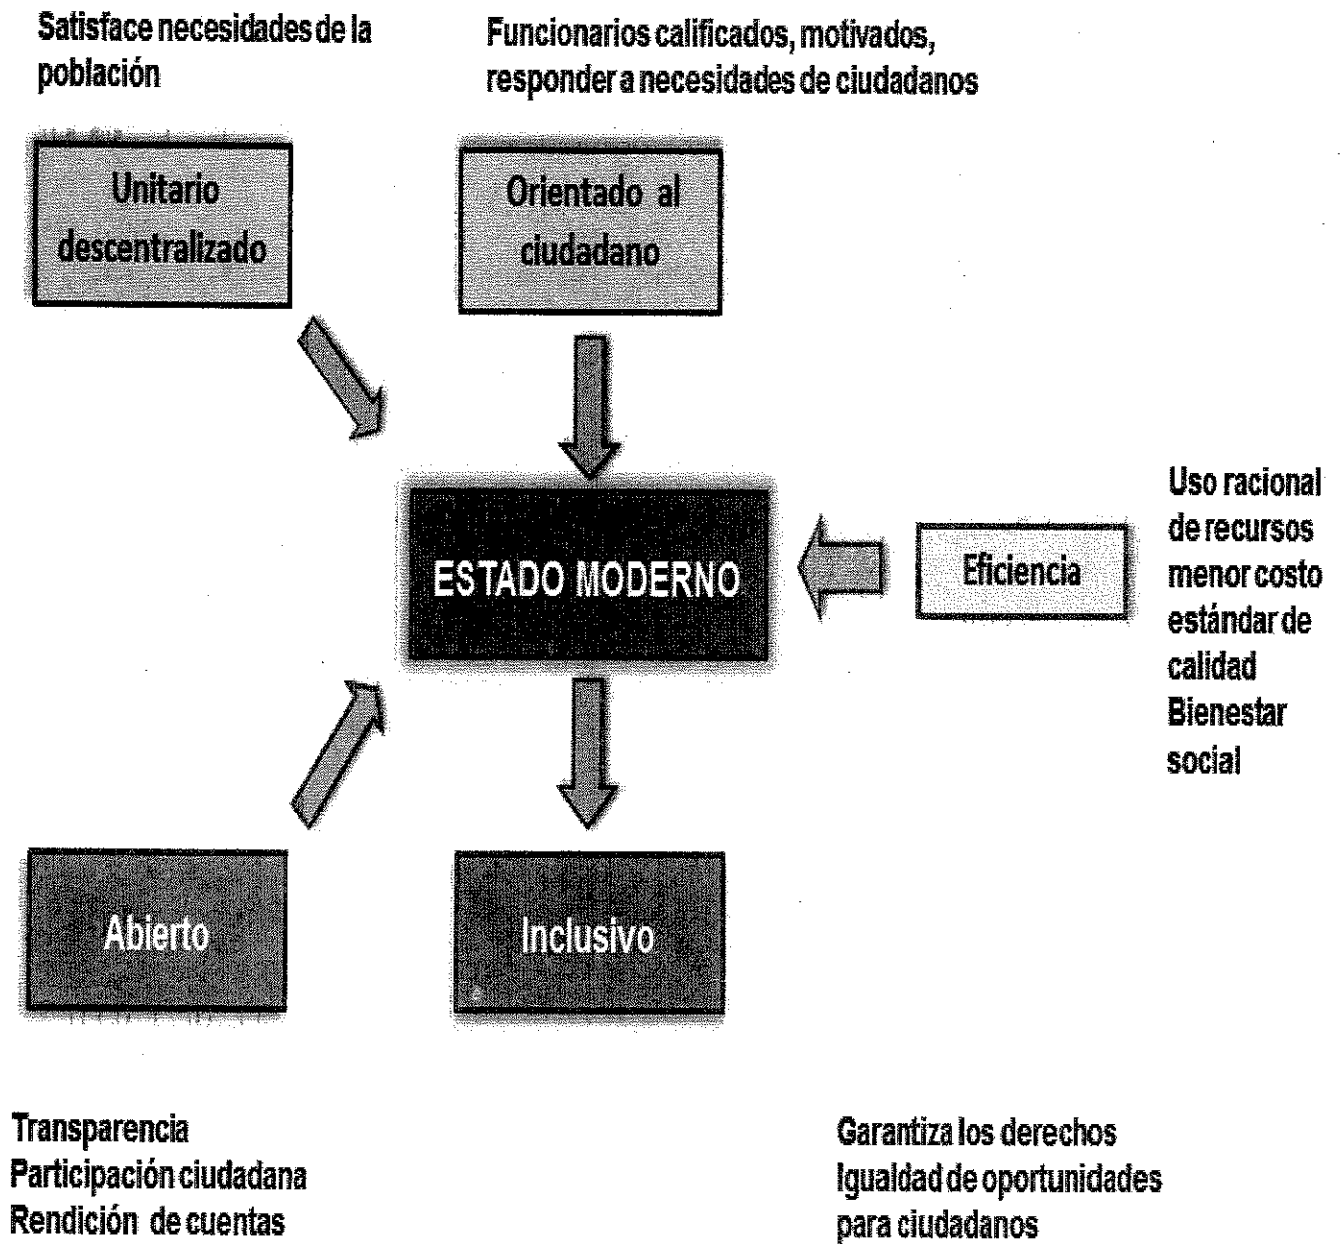 Satisface necesidades de la
población
Funcionarios calificados, motivados,
responder a necesidades de ciudadanos
Unitario
descentralizado
Orientado al
ciudadano
ESTADO MODERNO
Eficiencia
Uso racional
de recursos
menor costo
estándar de
calidad
Bienestar
social
Abierto
Inclusivo
Transparencia
Participación ciudadana
Rendición de cuentas
Garantiza los derechos
Igualdad de oportunidades
para ciudadanos